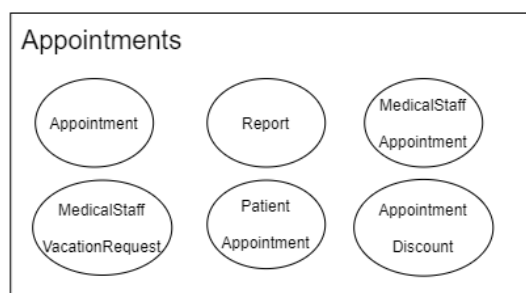 Appointments
Appointment
Report
MedicalStaff
Appointment
MedicalStaff
VacationRequest
Patient
Appointment
Appointment
Discount